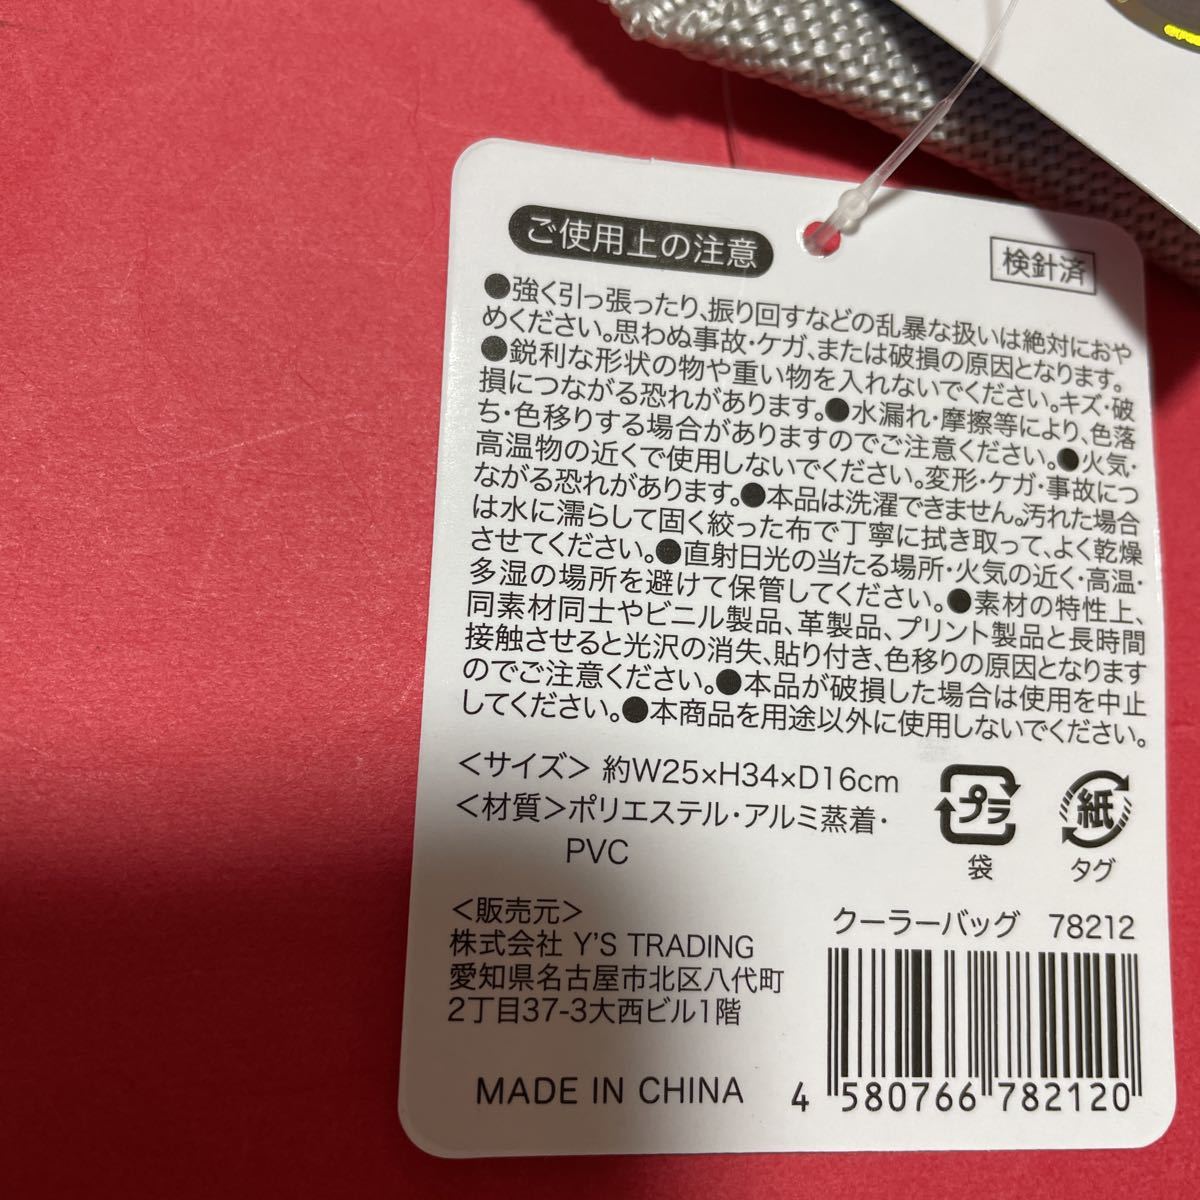 ご使用上の注意
検針済
●強く引っ張ったり、振り回すなどの乱暴な扱いは絶対におや
めください。思わぬ事故・ケガ、または破損の原因となります。
●鋭利な形状の物や重い物を入れないでください。キズ・破
損につながる恐れがあります。●水漏れ・摩擦等により、色落
ち・色移りする場合がありますのでご注意ください。●火気・
高温物の近くで使用しないでください。変形・ケガ・事故につ
ながる恐れがあります。●本品は洗濯できません。汚れた場合
は水に濡らして固く絞った布で丁寧に拭き取って、よく乾燥
させてください。●直射日光の当たる場所・火気の近く・高温・
多湿の場所を避けて保管してください。●素材の特性上、
同素材同士やビニル製品、革製品、プリント製品と長時間
接触させると光沢の消失、貼り付き、色移りの原因となります
のでご注意ください。●本品が破損した場合は使用を中止
してください。●本商品を用途以外に使用しないでください。
<サイズ> 約W25×H34×D16cm
<材質>ポリエステル・アルミ蒸着・
PVC
プラ
袋
紙
タグ
<販売元>
株式会社 Y'S TRADING
愛知県名古屋市北区八代町
2丁目37-3大西ビル1階
MADE IN CHINA
クーラーバッグ 78212
4 580766 782120